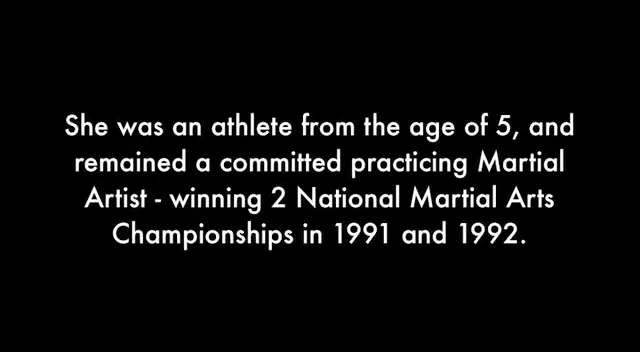 She was an athlete from the age of 5, and
remained a committed practicing Martial
Artist - winning 2 National Martial Arts
Championships in 1991 and 1992.